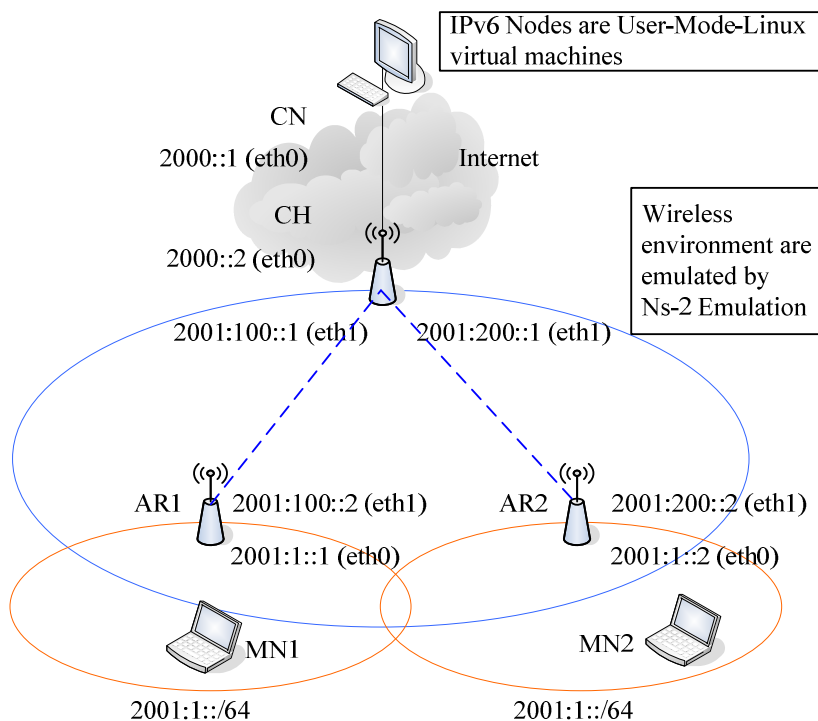 IPv6 Nodes are User-Mode-Linux
virtual machines
CN
2000::1 (eth0)
Internet
CH
2000::2 (eth0)
Wireless
environment are
emulated by
Ns-2 Emulation
2001:100::1 (eth1)
2001:200::1 (eth1)
AR1
2001:100::2 (eth1)
AR2
2001:200::2 (eth1)
2001:1::1 (eth0)
2001:1::2 (eth0)
MN1
MN2
2001:1::/64
2001:1::/64